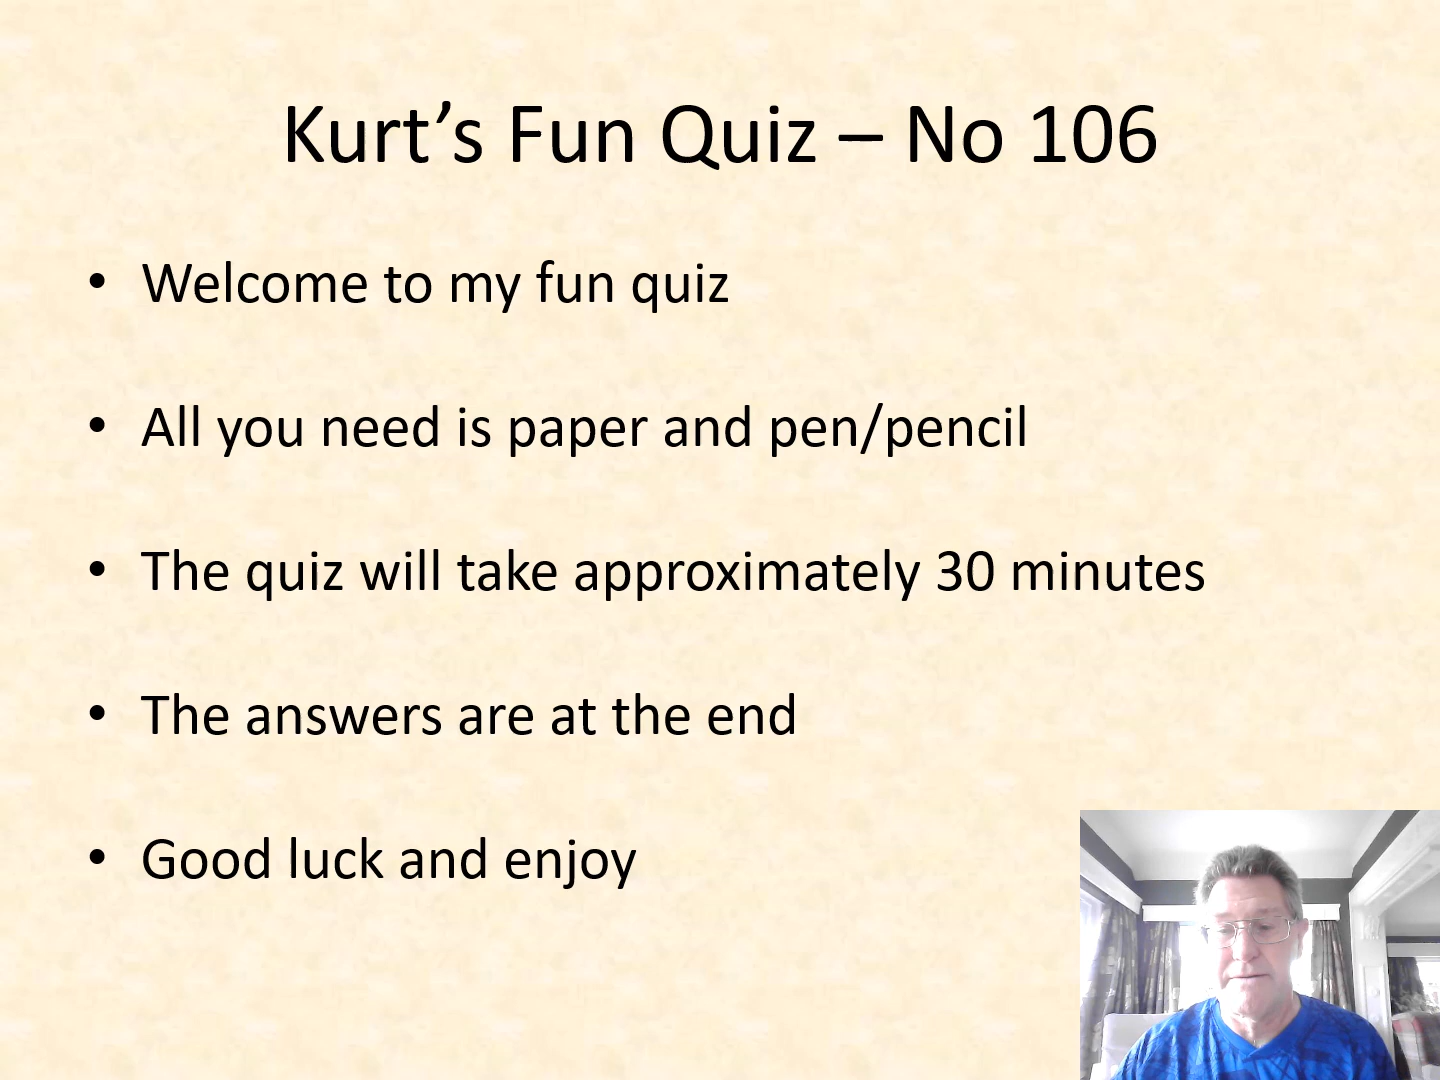 Kurt’s Fun Quiz – No 106
• Welcome to my fun quiz
• All you need is paper and pen/pencil
• The quiz will take approximately 30 minutes
• The answers are at the end
• Good luck and enjoy